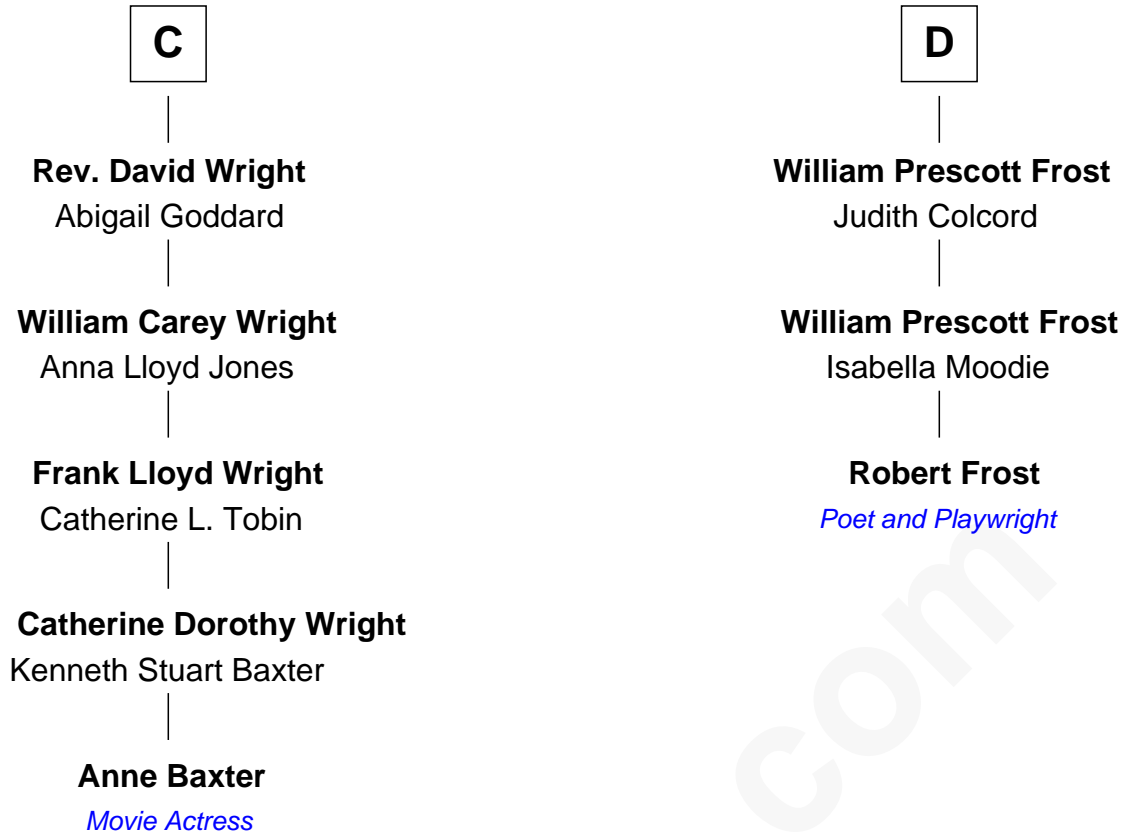 C
Rev. David Wright
Abigail Goddard
William Carey Wright
Anna Lloyd Jones
Frank Lloyd Wright
Catherine L. Tobin
Catherine Dorothy Wright
Kenneth Stuart Baxter
Anne Baxter
Movie Actress
D
William Prescott Frost
Judith Colcord
William Prescott Frost
Isabella Moodie
Robert Frost
Poet and Playwright
com